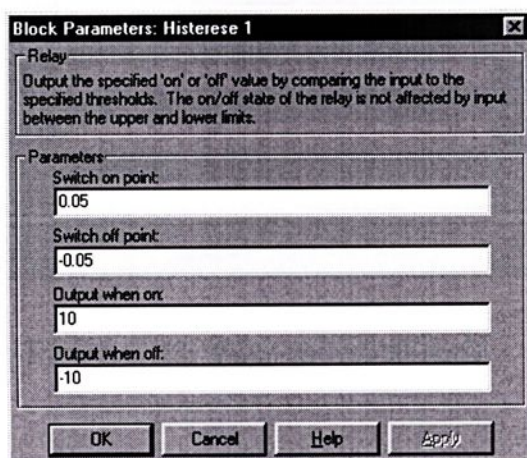 Block Parameters: Histerese 1
Relay
Output the specified 'on' or 'off' value by comparing the input to the
specified thresholds. The on/off state of the relay is not affected by input
between the upper and lower limits.
Parameters
Switch on point:
0.05
Switch off point:
-0.05
Output when on:
10
Output when off:
-10
OK
Cancel
Help
Apply